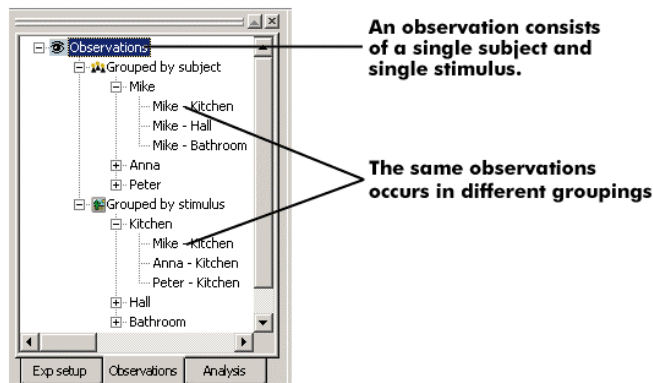 Observations
Grouped by subject
Mike
Mike - Kitchen
Mike - Hall
Mike - Bathroom
Anna
Peter
Grouped by stimulus
Kitchen
Mike - Kitchen
Anna - Kitchen
Peter - Kitchen
Hall
Bathroom
Exp setup Observations Analysis
An observation consists
of a single subject and
single stimulus.
The same observations
occurs in different groupings